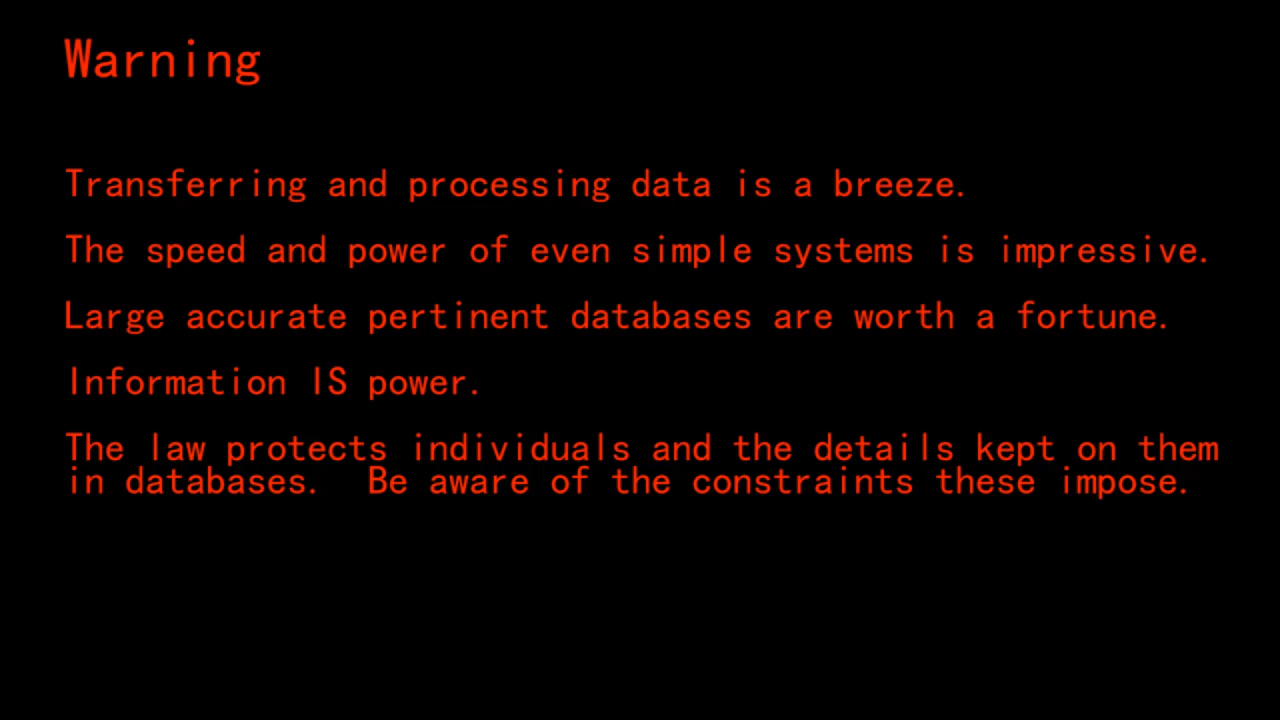 Warning
Transferring and processing data is a breeze.
The speed and power of even simple systems is impressive.
Large accurate pertinent databases are worth a fortune.
Information IS power.
The law protects individuals and the details kept on them
in databases.  Be aware of the constraints these impose.